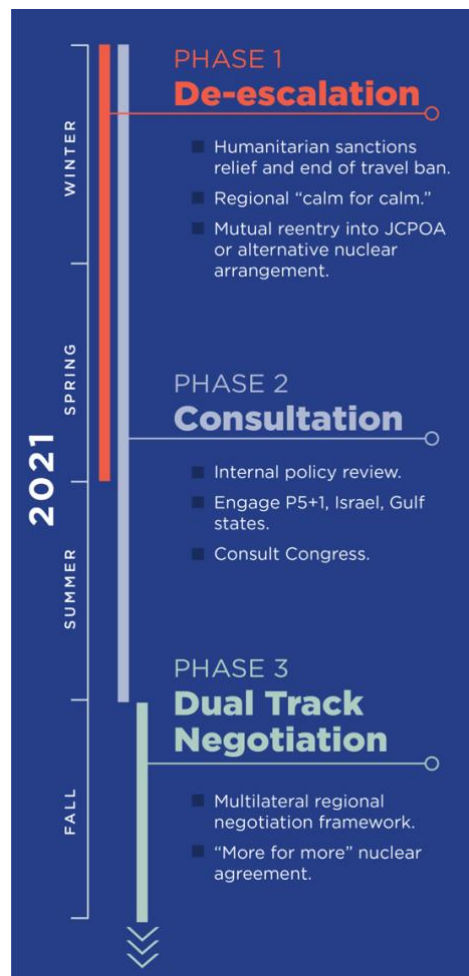 2021
WINTER
SPRING
SUMMER
FALL
PHASE 1
De-escalation
Humanitarian sanctions
relief and end of travel ban.
Regional “calm for calm.”
Mutual reentry into JCPOA
or alternative nuclear
arrangement.
PHASE 2
Consultation
Internal policy review.
Engage P5+1, Israel, Gulf
states.
Consult Congress.
PHASE 3
Dual Track
Negotiation
Multilateral regional
negotiation framework.
“More for more” nuclear
agreement.